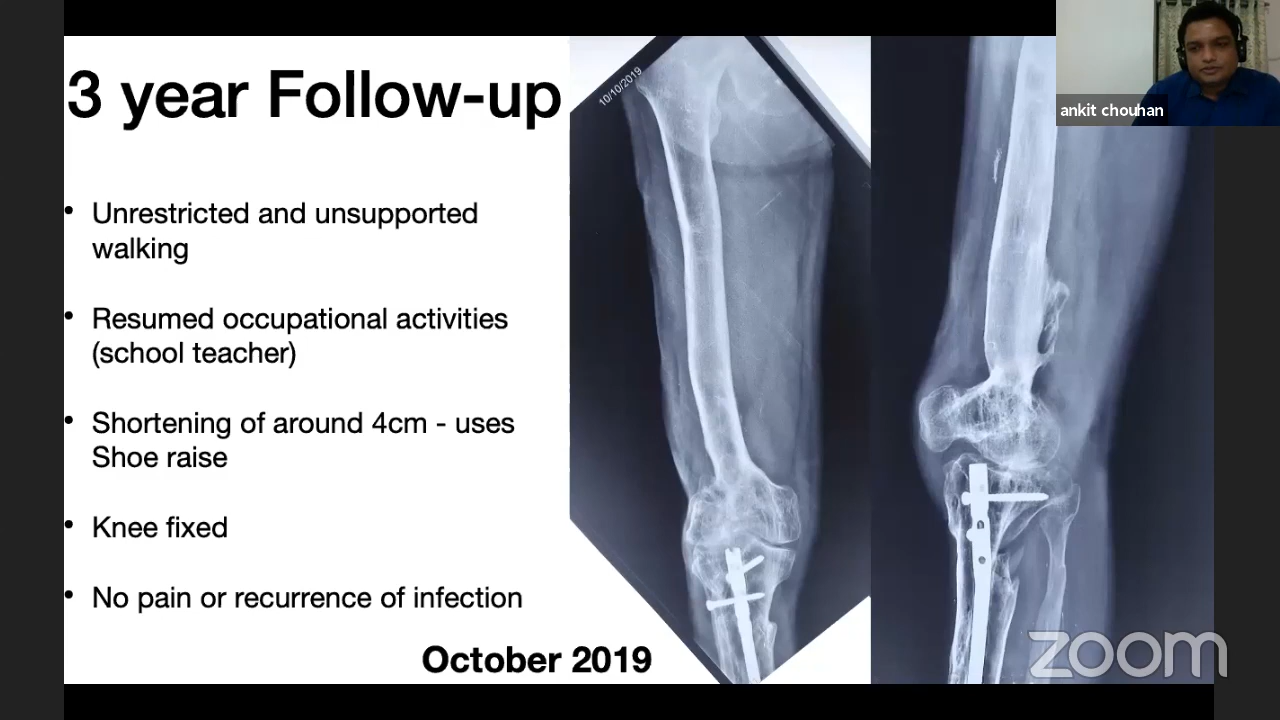 3 year Follow-up
10/10/2019
ankit chouhan
• Unrestricted and unsupported
walking
• Resumed occupational activities
(school teacher)
• Shortening of around 4cm - uses
Shoe raise
• Knee fixed
• No pain or recurrence of infection
October 2019
zoom